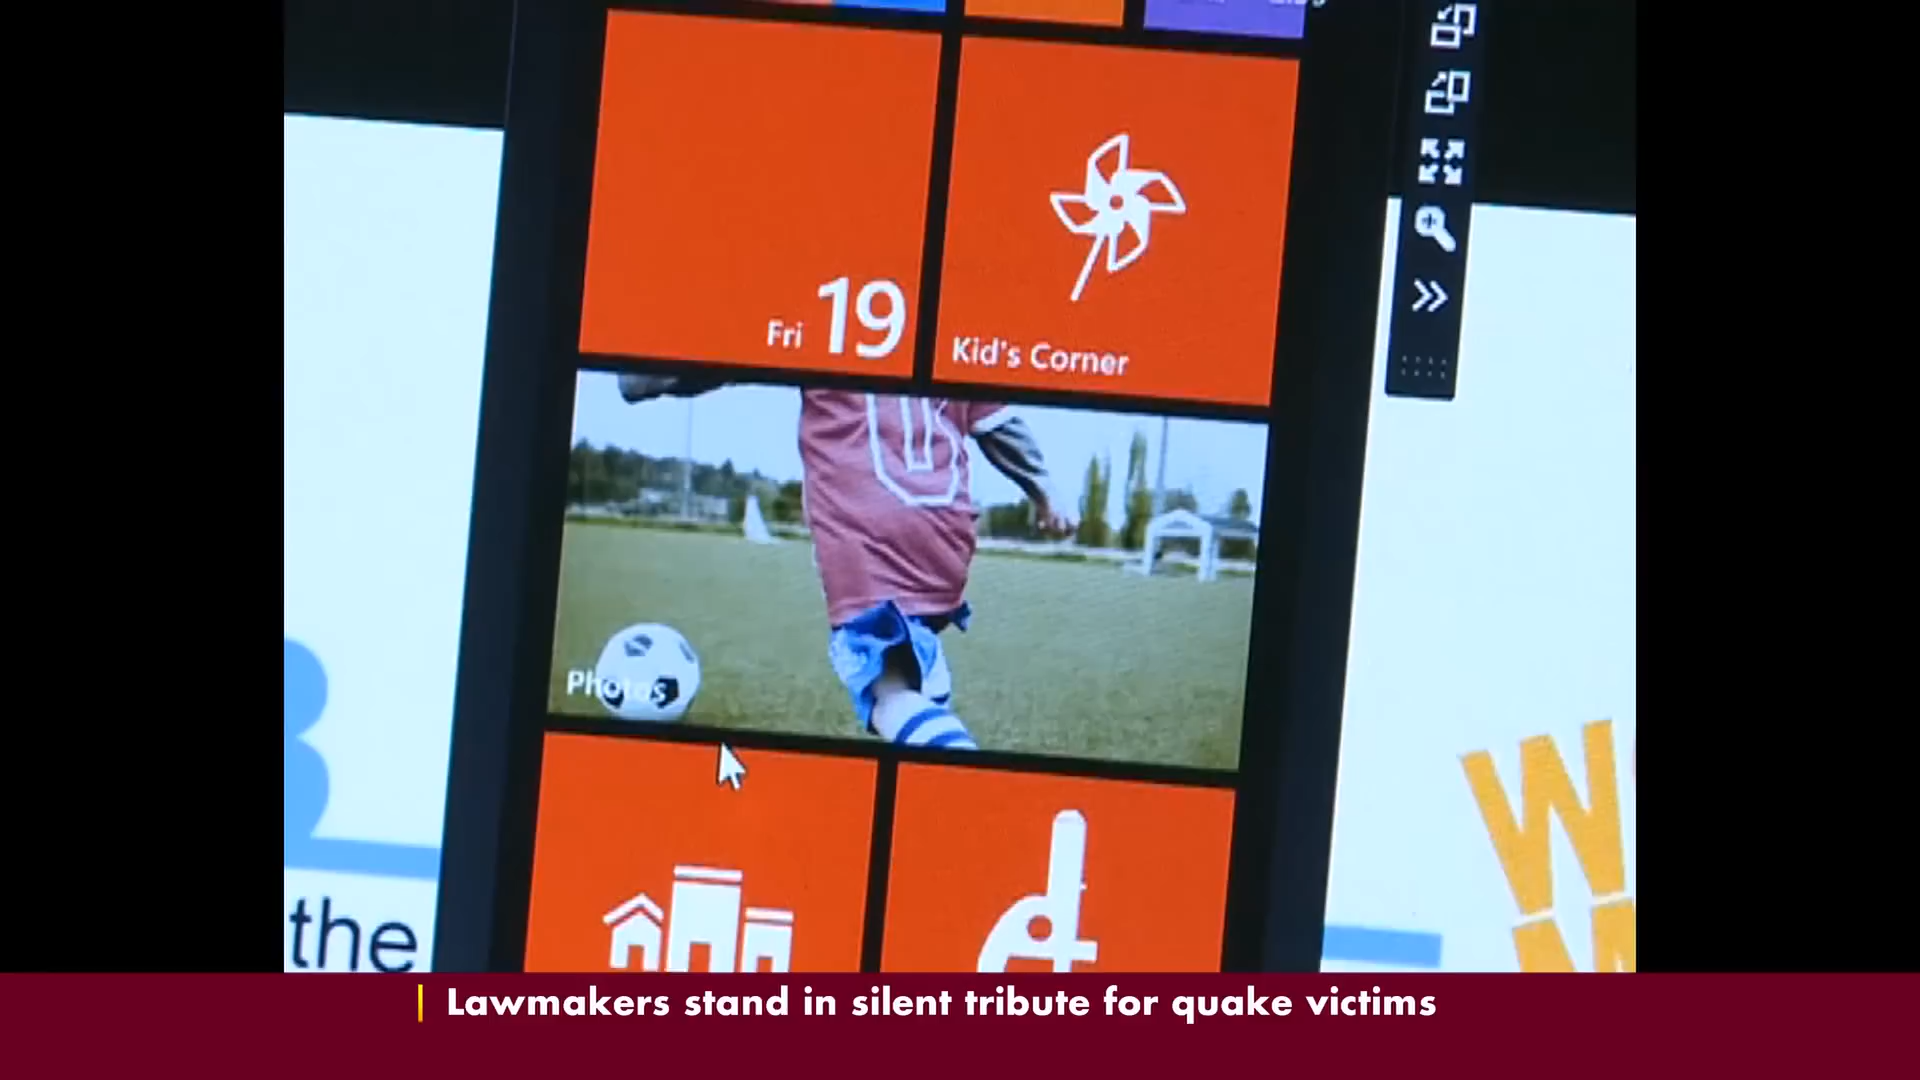 Fri 19
Kid's Corner
Photos
the
W
Lawmakers stand in silent tribute for quake victims